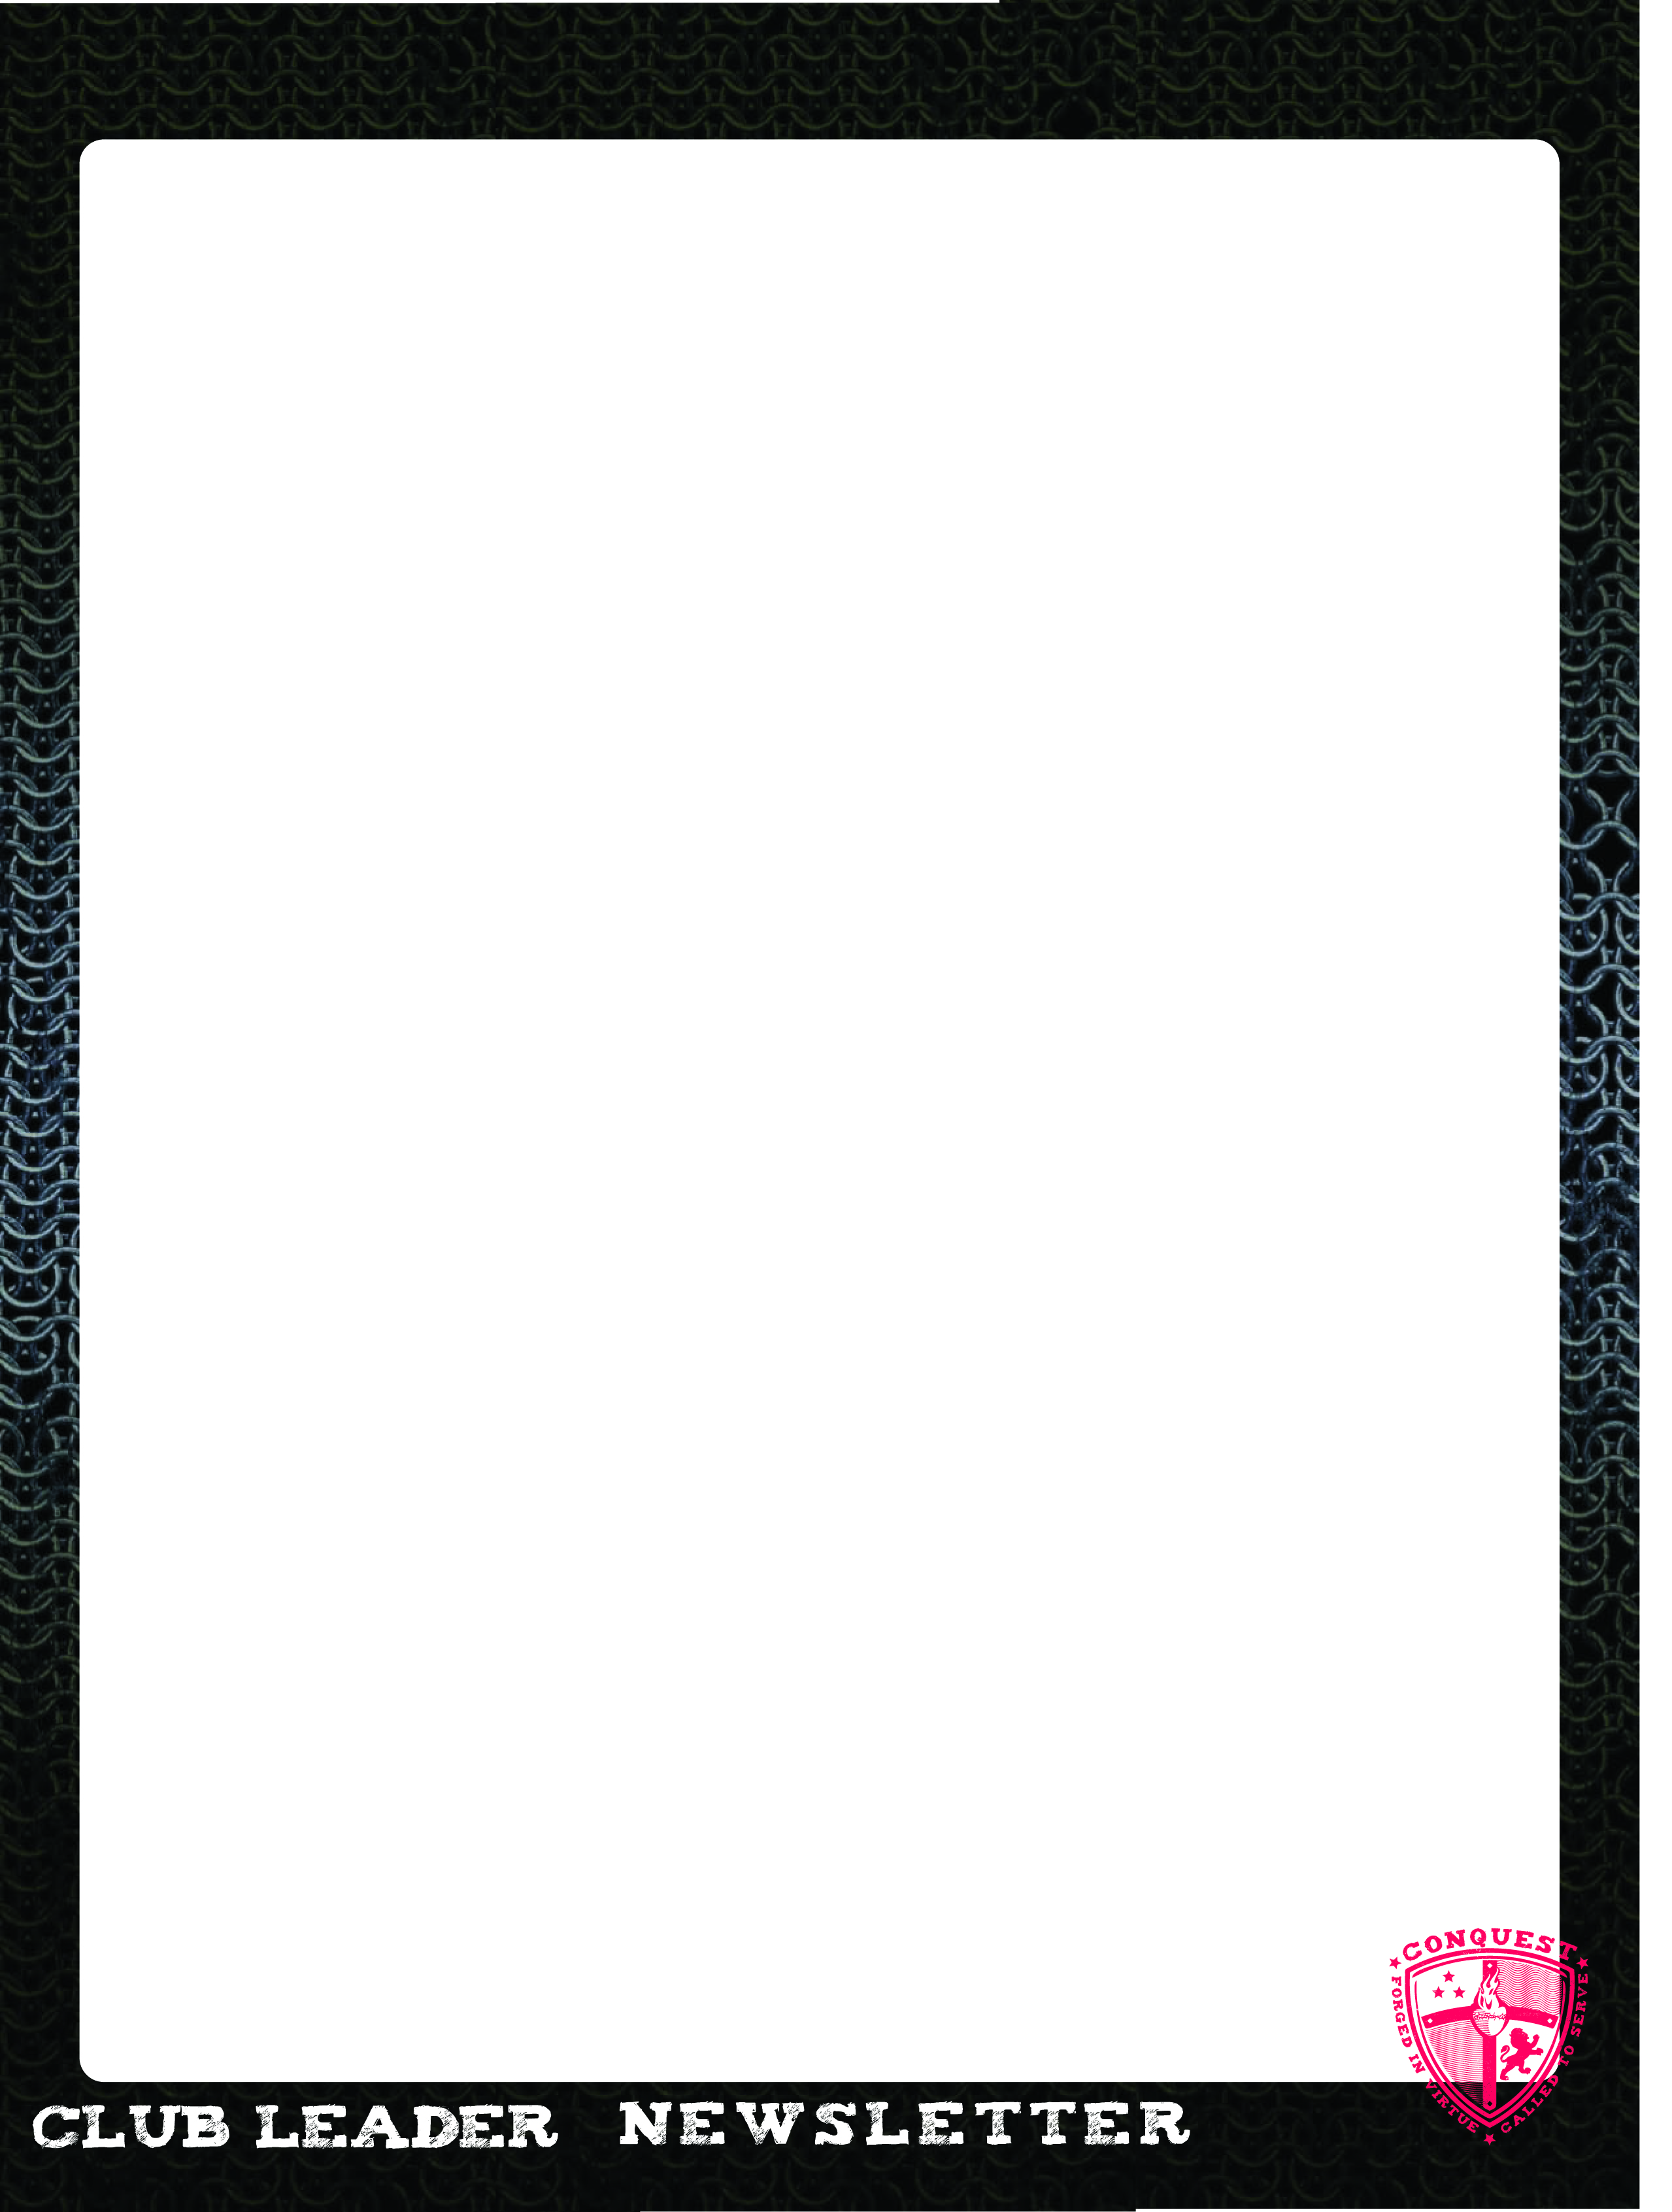 CONQUEST
FORGED IN VIRTUE
CALLED TO SERVE
CLUB LEADER NEWSLETTER